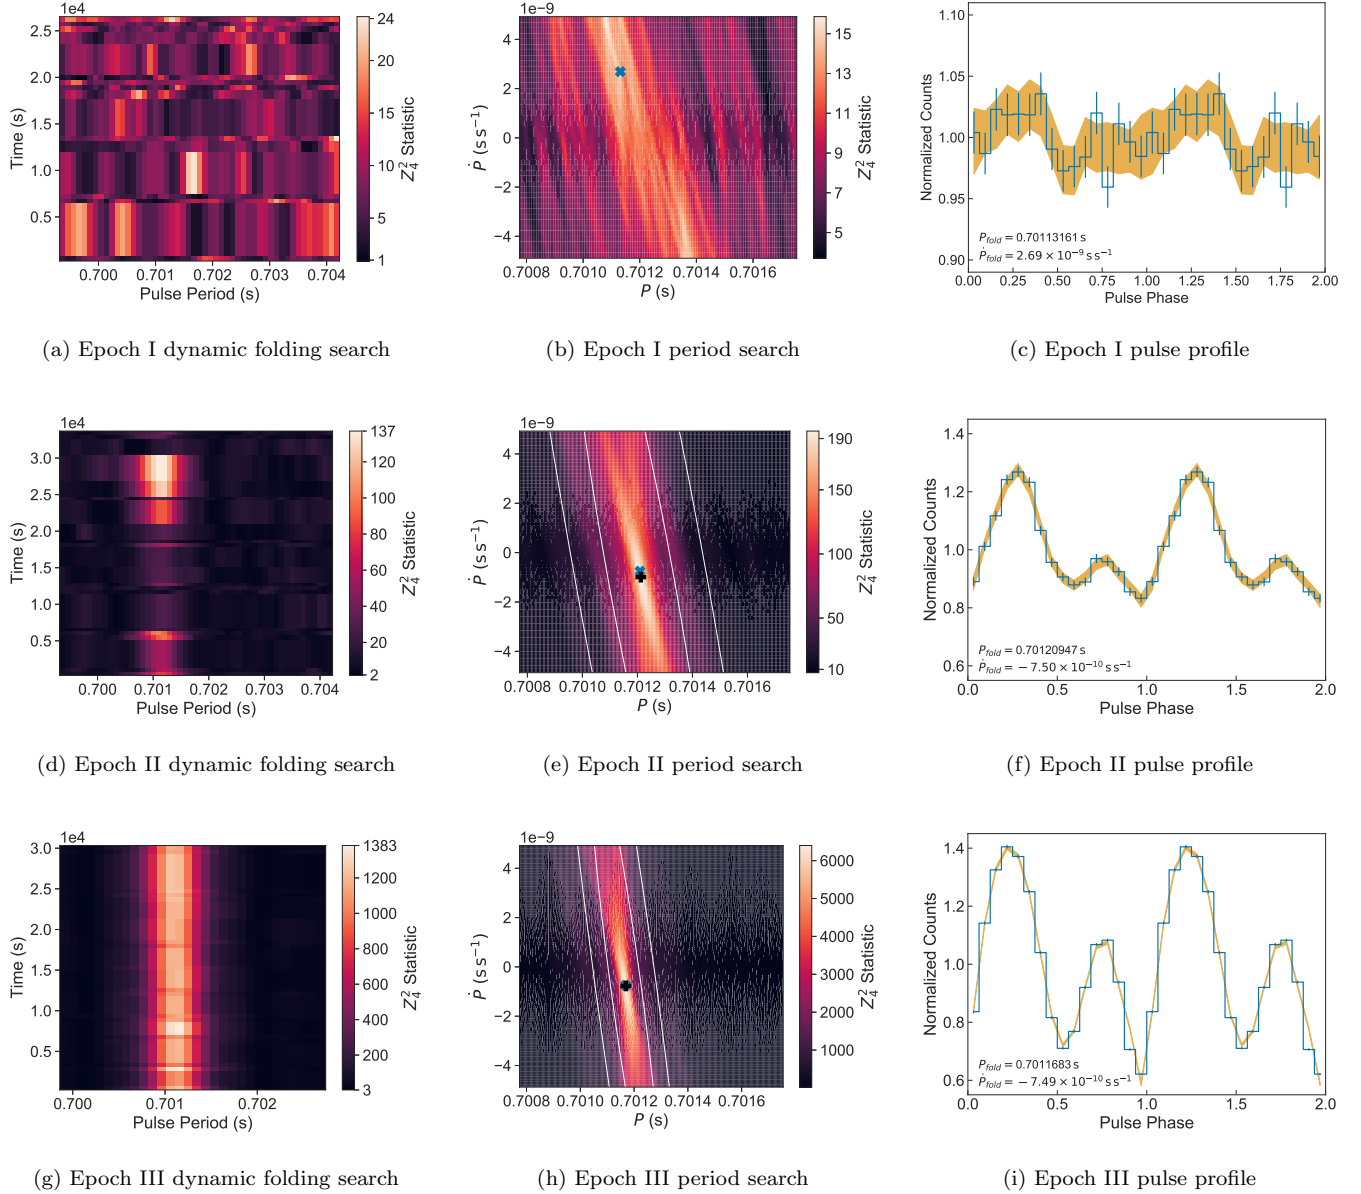 1e4
2.5
2.0
1.5
1.0
0.5
Time (s)
0.700 0.701 0.702 0.703 0.704
Pulse Period (s)
24
20
15
10
5
1
Z₄² Statistic
(a) Epoch I dynamic folding search
1e−9
4
2
0
−2
−4
Ṗ (s s⁻¹)
0.7008 0.7010 0.7012 0.7014 0.7016
P (s)
15
13
11
9
7
5
Z₄² Statistic
(b) Epoch I period search
1.10
1.05
1.00
0.95
0.90
Normalized Counts
P_fold = 0.70113161 s
Ṗ_fold = 2.69 × 10⁻⁹ s s⁻¹
0.00 0.25 0.50 0.75 1.00 1.25 1.50 1.75 2.00
Pulse Phase
(c) Epoch I pulse profile
1e4
3.0
2.5
2.0
1.5
1.0
0.5
Time (s)
0.700 0.701 0.702 0.703 0.704
Pulse Period (s)
137
120
100
80
60
40
20
2
Z₄² Statistic
(d) Epoch II dynamic folding search
1e−9
4
2
0
−2
−4
Ṗ (s s⁻¹)
0.7008 0.7010 0.7012 0.7014 0.7016
P (s)
190
150
100
50
10
Z₄² Statistic
(e) Epoch II period search
1.4
1.2
1.0
0.8
0.6
Normalized Counts
P_fold = 0.70120947 s
Ṗ_fold = − 7.50 × 10⁻¹⁰ s s⁻¹
0.0 0.5 1.0 1.5 2.0
Pulse Phase
(f) Epoch II pulse profile
1e4
3.0
2.5
2.0
1.5
1.0
0.5
Time (s)
0.700 0.701 0.702
Pulse Period (s)
1383
1200
1000
800
600
400
200
3
Z₄² Statistic
(g) Epoch III dynamic folding search
1e−9
4
2
0
−2
−4
Ṗ (s s⁻¹)
0.7008 0.7010 0.7012 0.7014 0.7016
P (s)
6000
5000
4000
3000
2000
1000
Z₄² Statistic
(h) Epoch III period search
1.4
1.2
1.0
0.8
0.6
Normalized Counts
P_fold = 0.7011683 s
Ṗ_fold = − 7.49 × 10⁻¹⁰ s s⁻¹
0.0 0.5 1.0 1.5 2.0
Pulse Phase
(i) Epoch III pulse profile